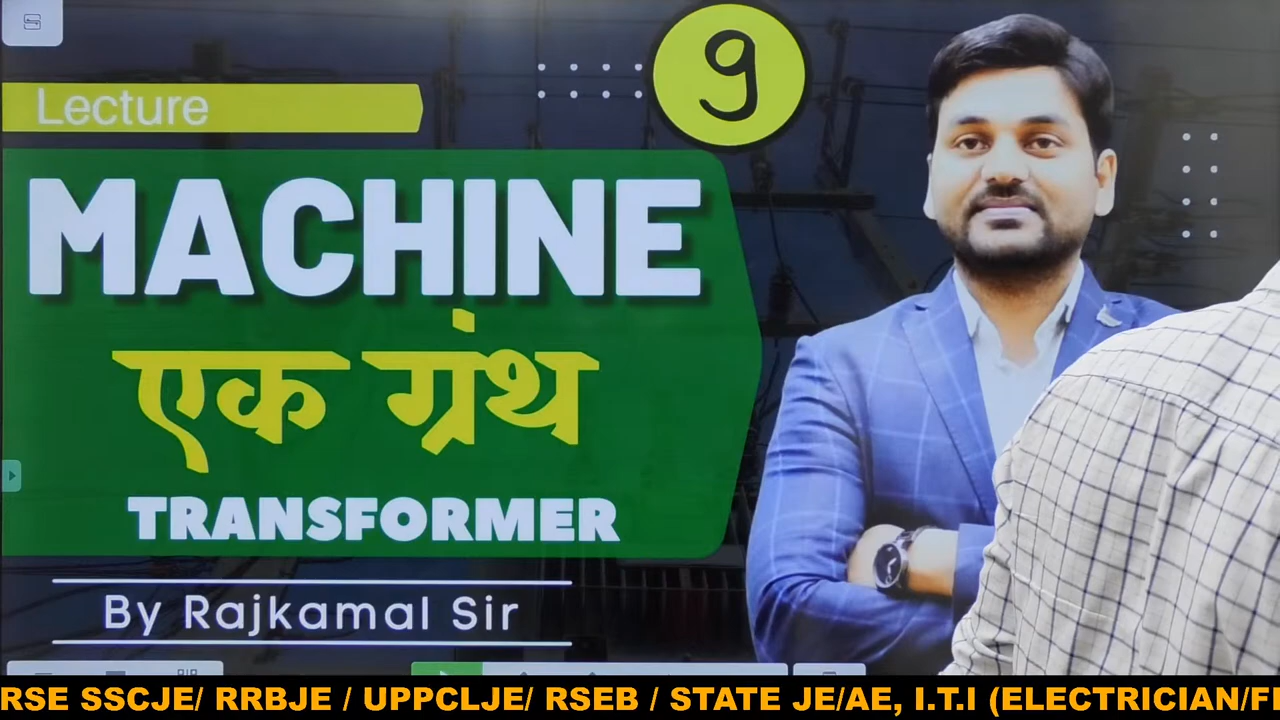 9
Lecture
MACHINE
एक ग्रंथ
TRANSFORMER
By Rajkamal Sir
RSE SSCJE/ RRBJE / UPPCLJE/ RSEB / STATE JE/AE, I.T.I (ELECTRICIAN/FI